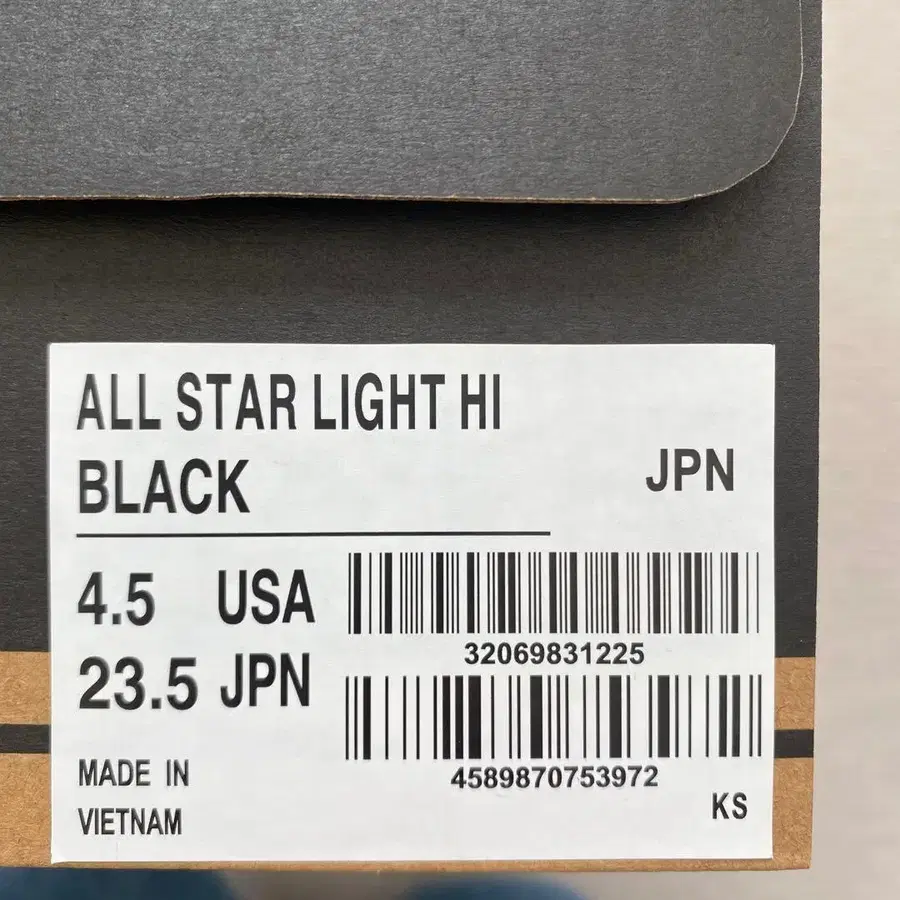 ALL STAR LIGHT HI
BLACK
JPN
4.5 USA
23.5 JPN
32069831225
4589870753972
MADE IN
VIETNAM
KS